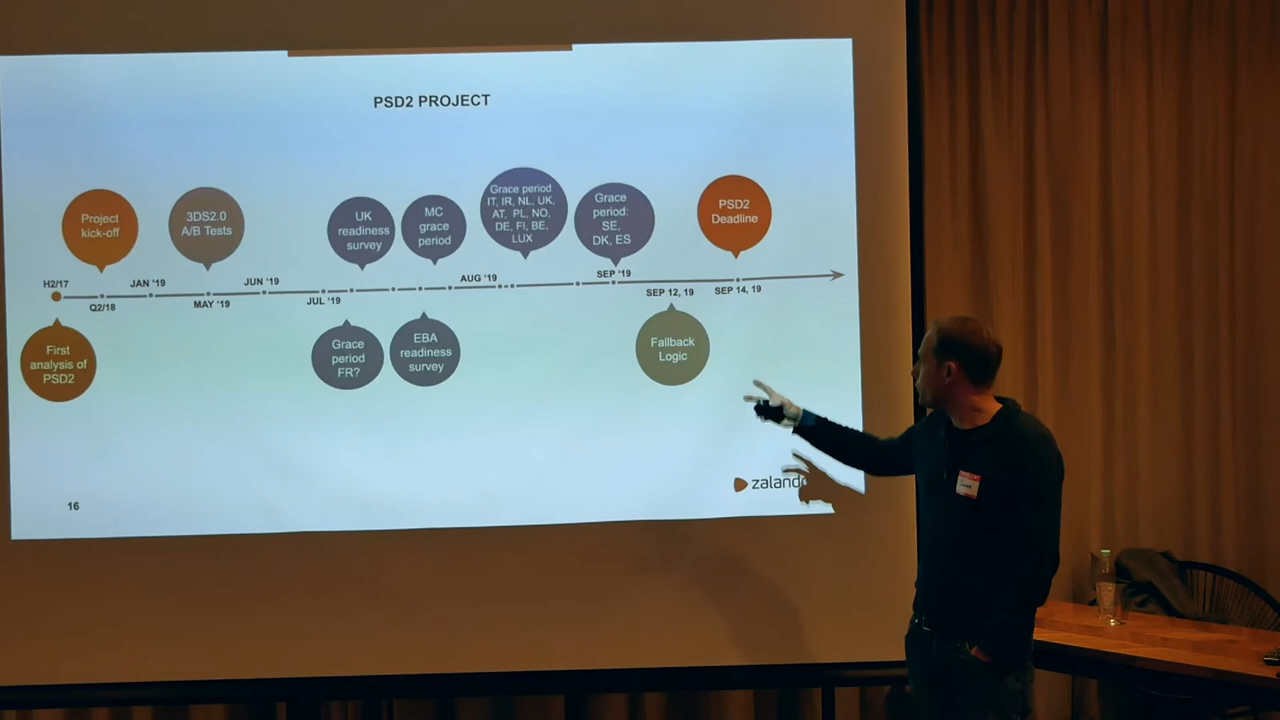 PSD2 PROJECT
Project
kick-off
3DS2.0
A/B Tests
UK
readiness
survey
MC
grace
period
Grace period
IT, IR, NL, UK,
AT, PL, NO,
DE, FI, BE,
LUX
Grace
period:
SE,
DK, ES
PSD2
Deadline
H2/17
Q2/18
JAN '19
MAY '19
JUN '19
JUL '19
AUG '19
SEP '19
SEP 12, 19
SEP 14, 19
First
analysis of
PSD2
Grace
period
FR?
EBA
readiness
survey
Fallback
Logic
zalando
16